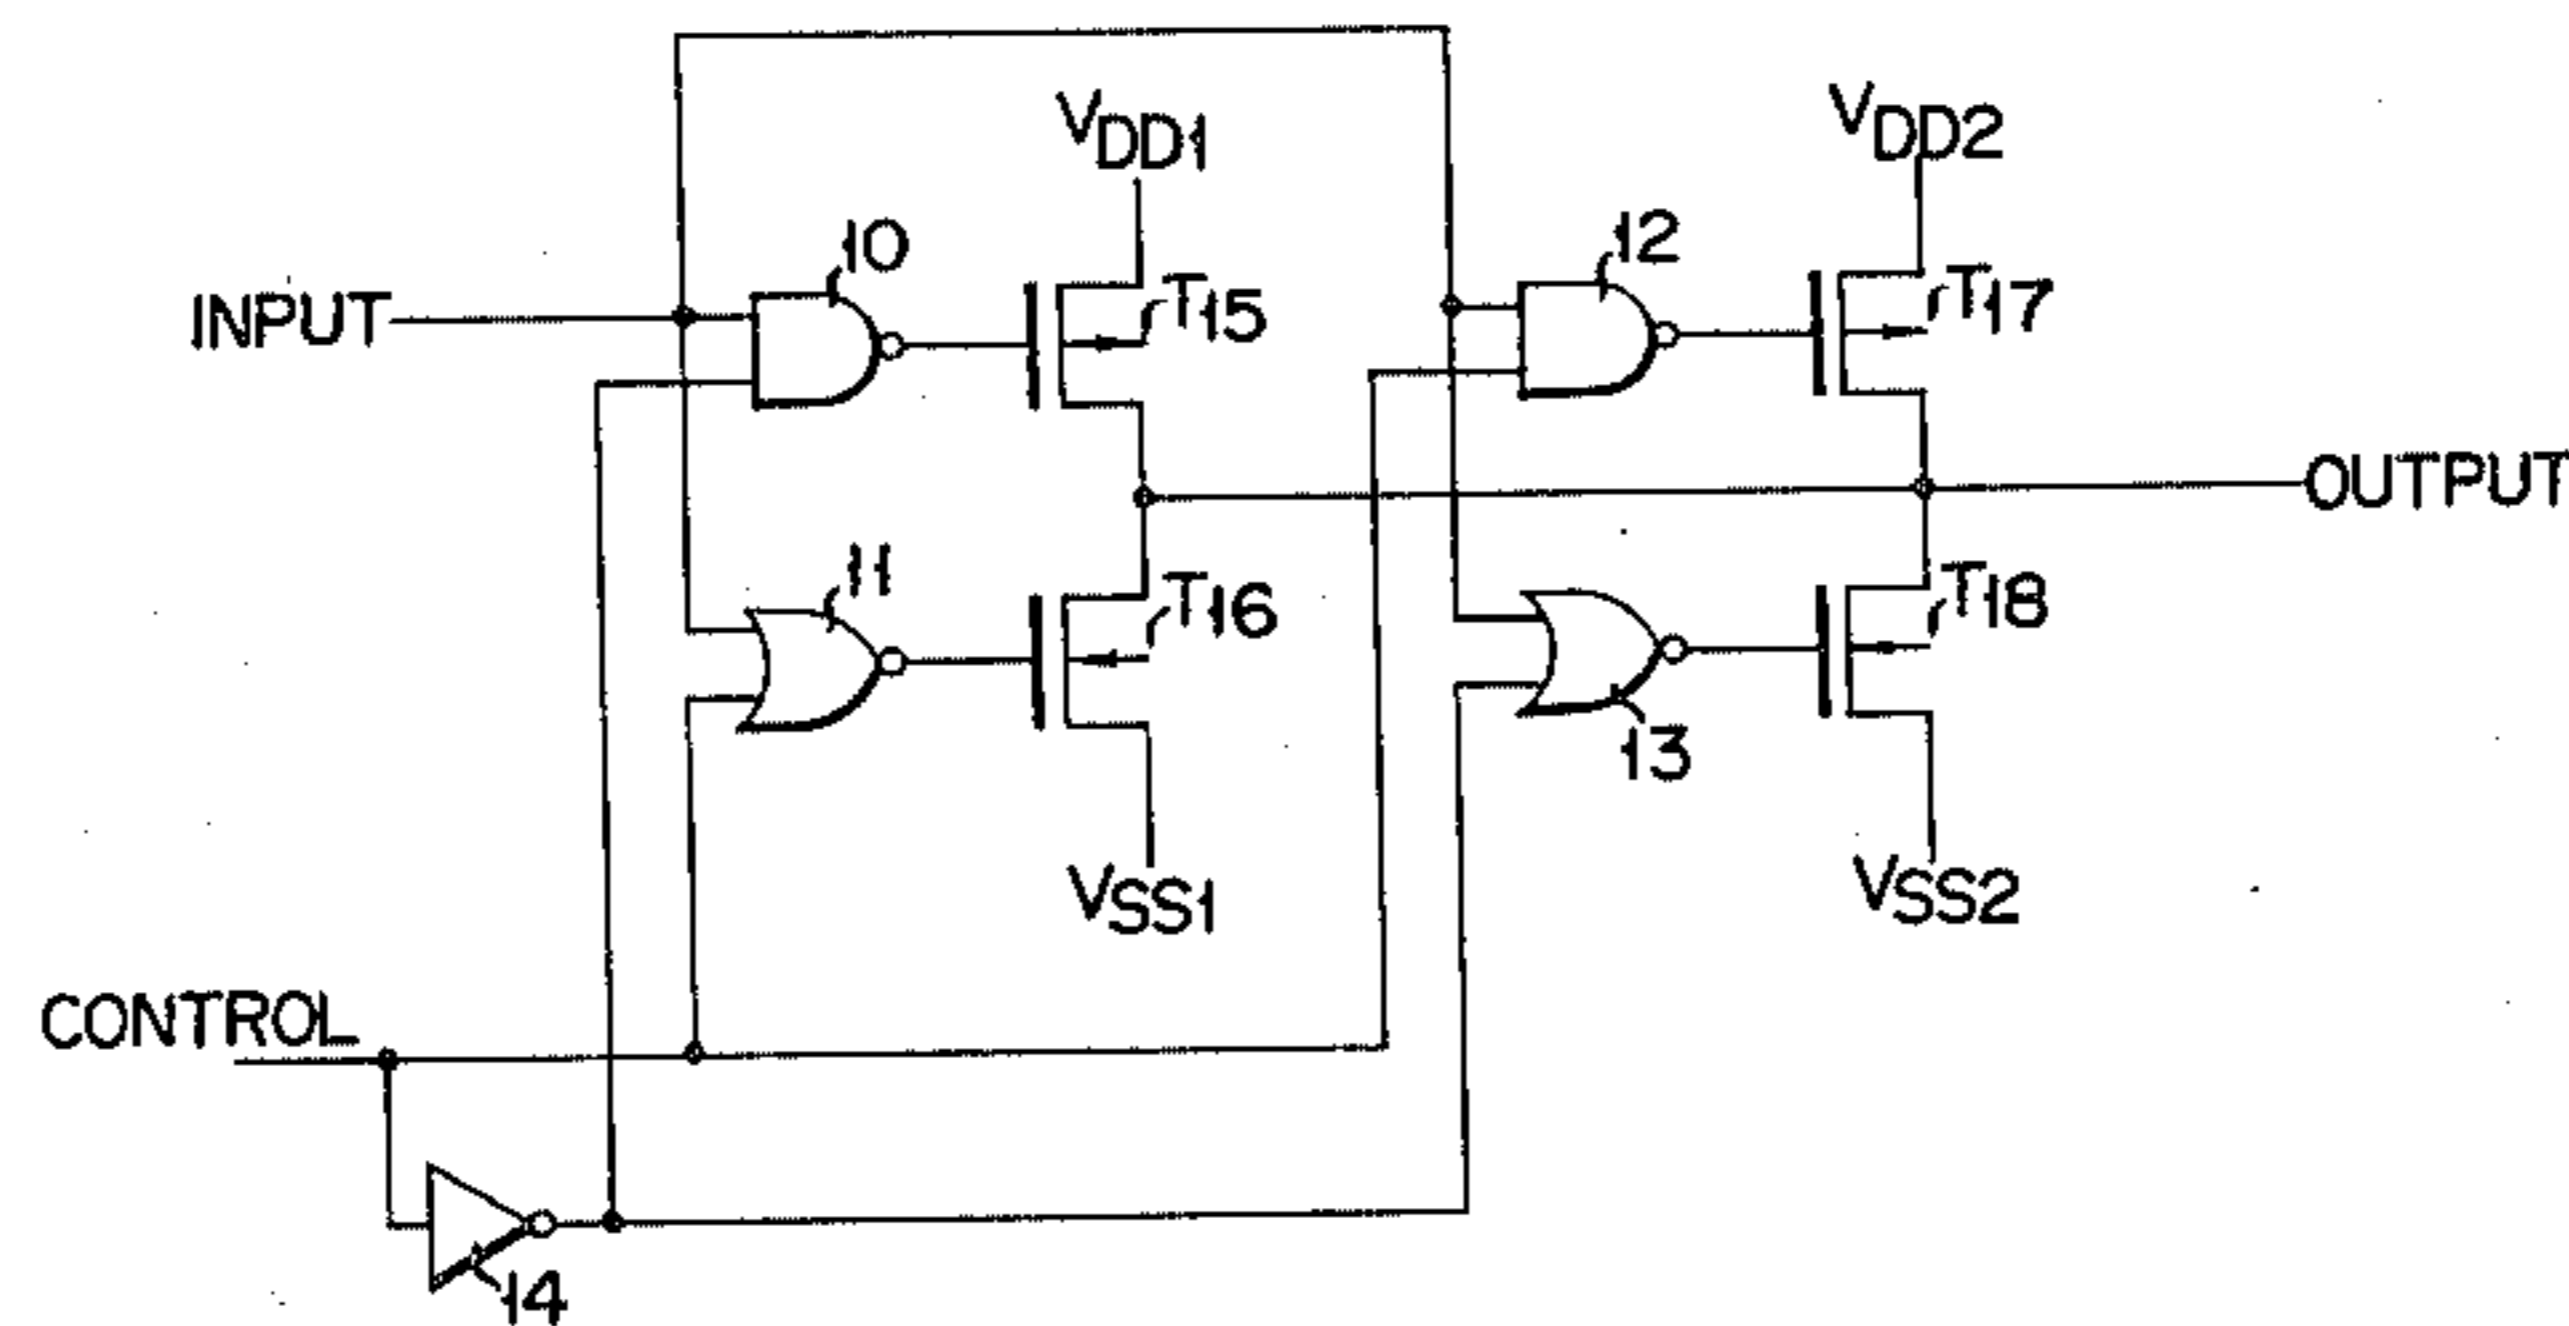 VDD1
VDD2
10
12
INPUT
T15
T17
OUTPUT
11
T16
T18
13
VSS1
VSS2
CONTROL
14